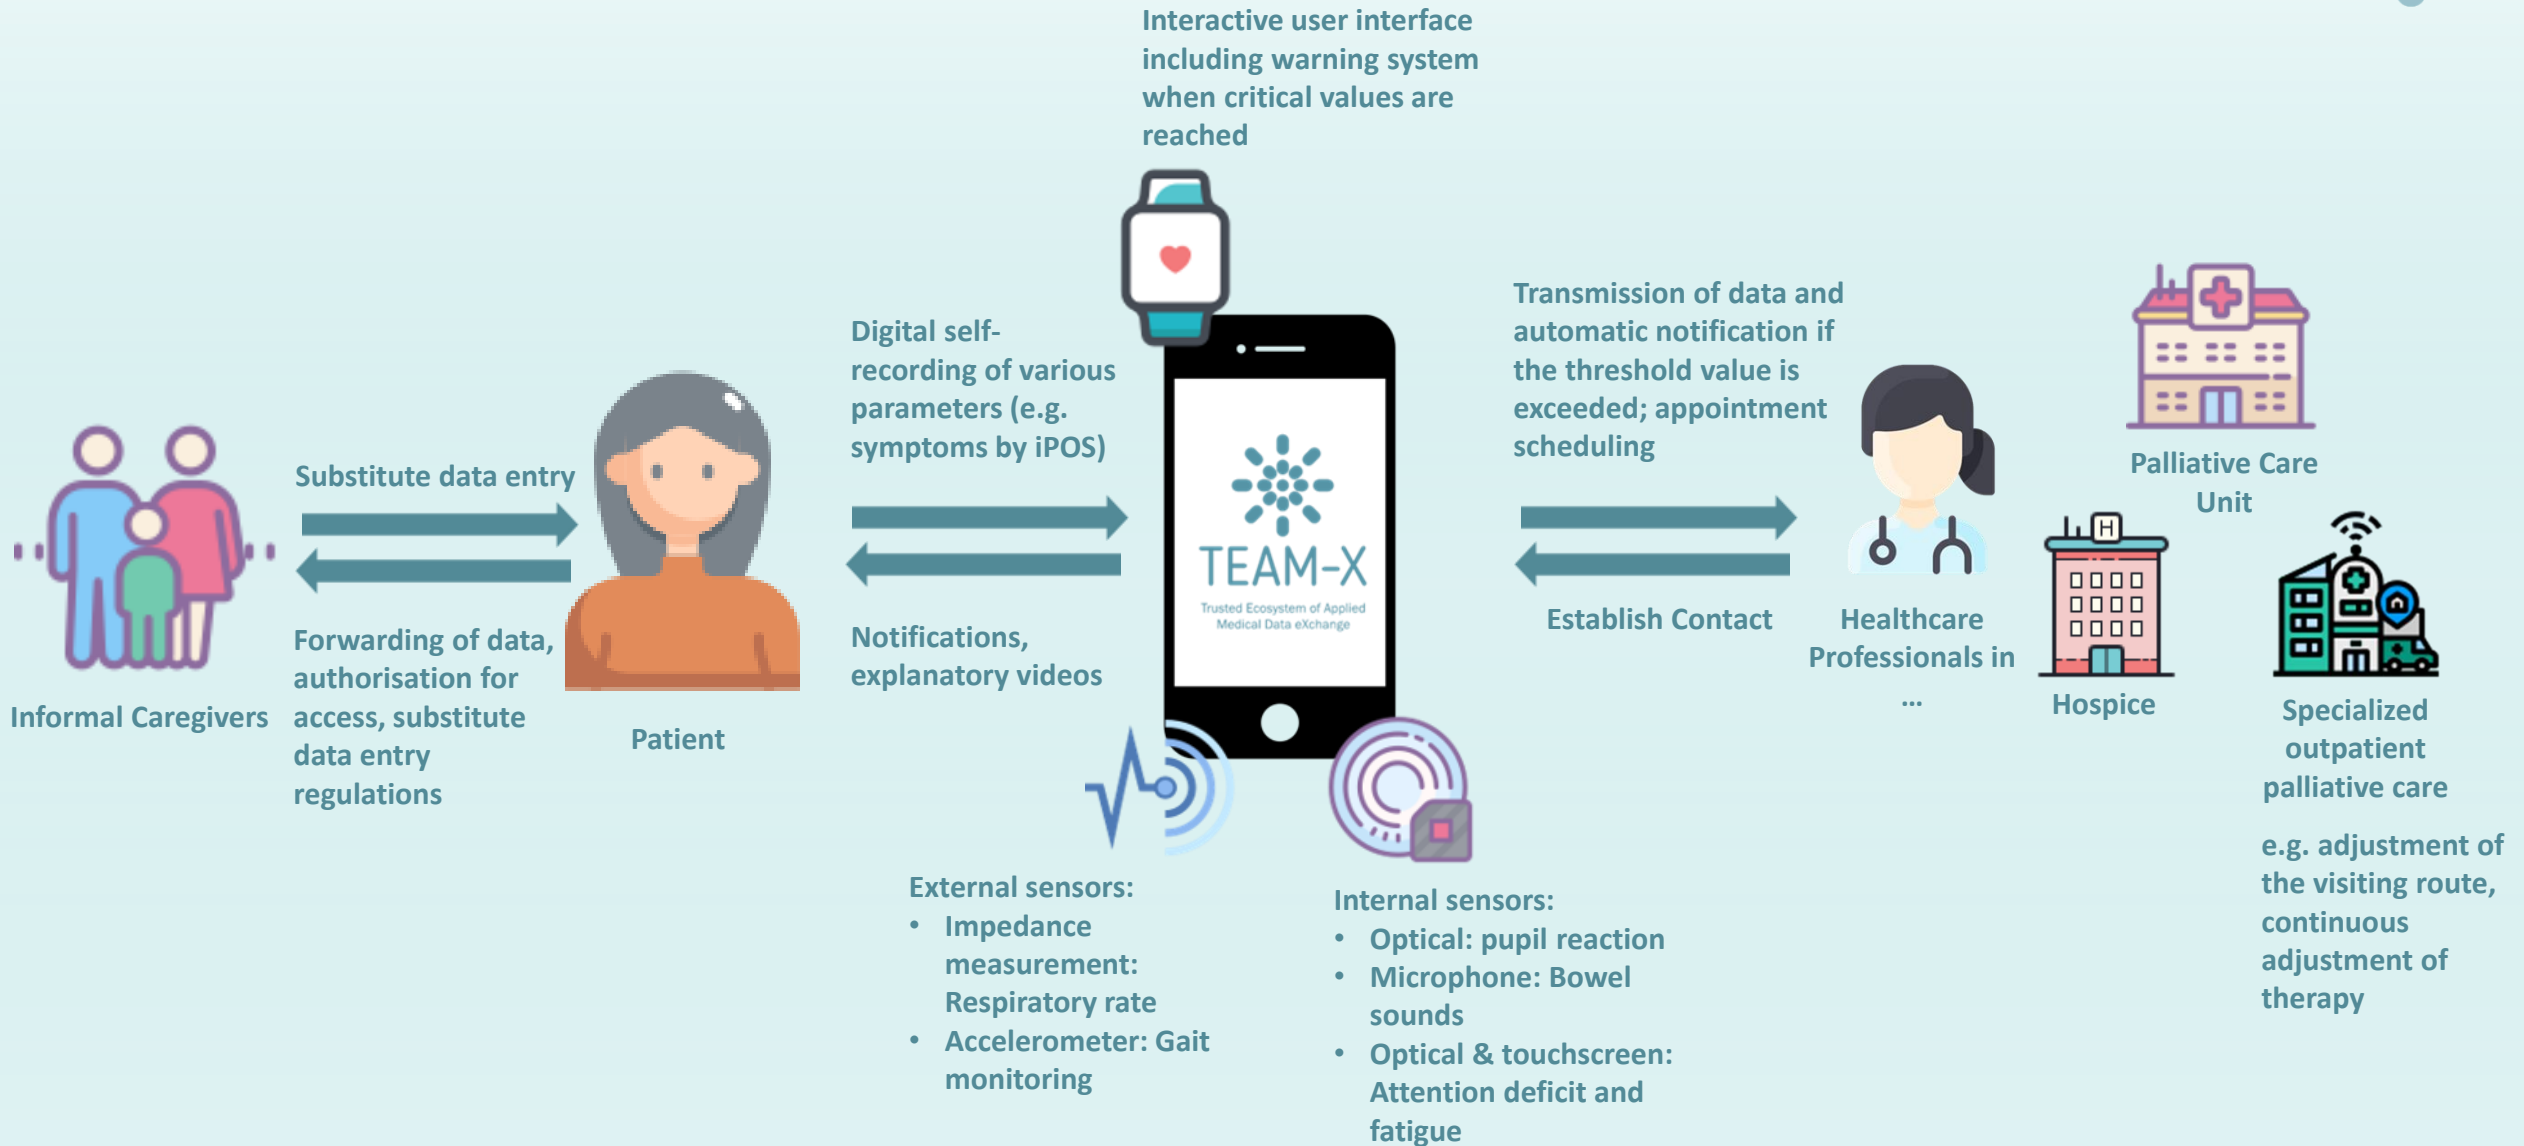 Interactive user interface
including warning system
when critical values are
reached
Substitute data entry
Forwarding of data,
authorisation for
access, substitute
data entry
regulations
Informal Caregivers
Patient
Digital self-
recording of various
parameters (e.g.
symptoms by iPOS)
Notifications,
explanatory videos
TEAM-X
Trusted Ecosystem of Applied
Medical Data eXchange
External sensors:
• Impedance
measurement:
Respiratory rate
• Accelerometer: Gait
monitoring
Internal sensors:
• Optical: pupil reaction
• Microphone: Bowel
sounds
• Optical & touchscreen:
Attention deficit and
fatigue
Transmission of data and
automatic notification if
the threshold value is
exceeded; appointment
scheduling
Establish Contact
Healthcare
Professionals in
...
Palliative Care
Unit
H
Hospice
Specialized
outpatient
palliative care
e.g. adjustment of
the visiting route,
continuous
adjustment of
therapy